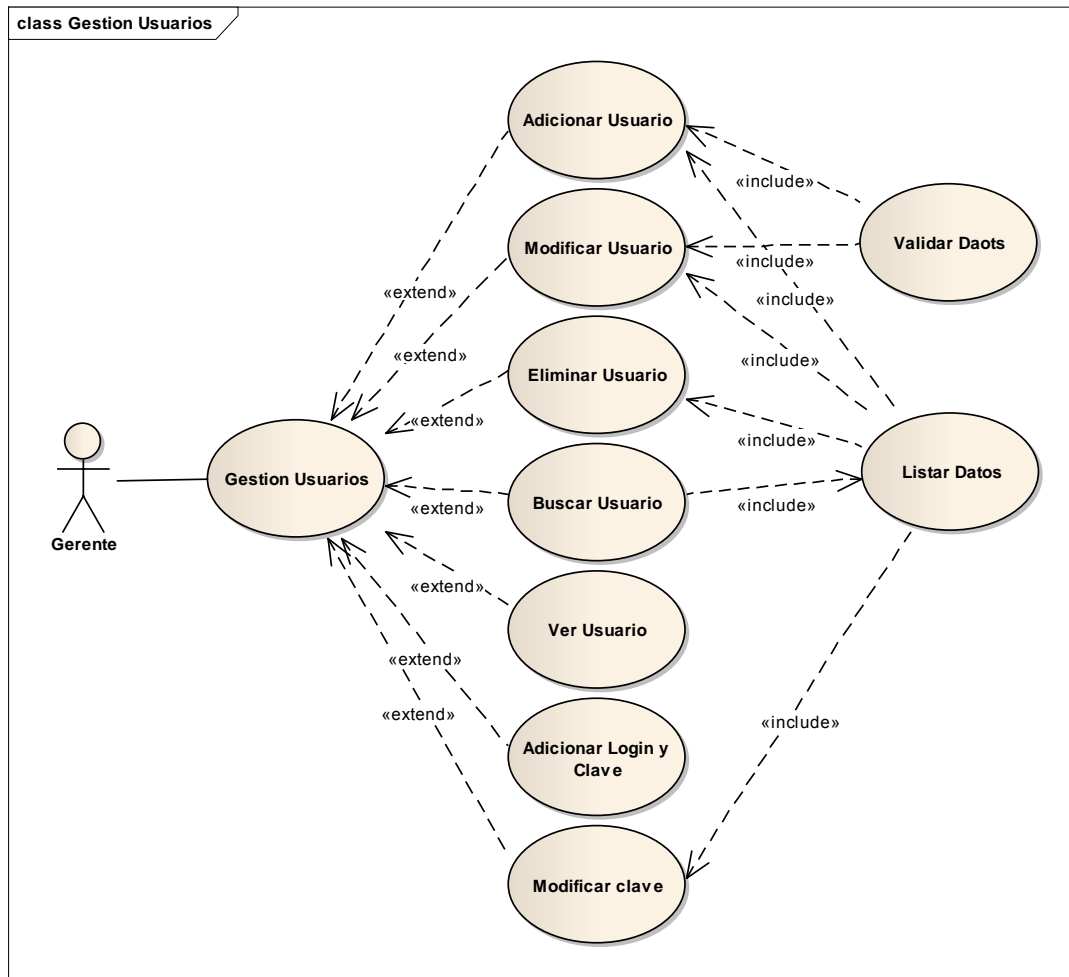 class Gestion Usuarios
Adicionar Usuario
«include»
Validar Daots
Modificar Usuario
«include»
«extend»
«include»
«extend»
«include»
Eliminar Usuario
«extend»
«include»
Gestion Usuarios
Listar Datos
Buscar Usuario
«extend»
«include»
Gerente
«extend»
Ver Usuario
«extend»
«extend»
«include»
Adicionar Login y
Clave
Modificar clave